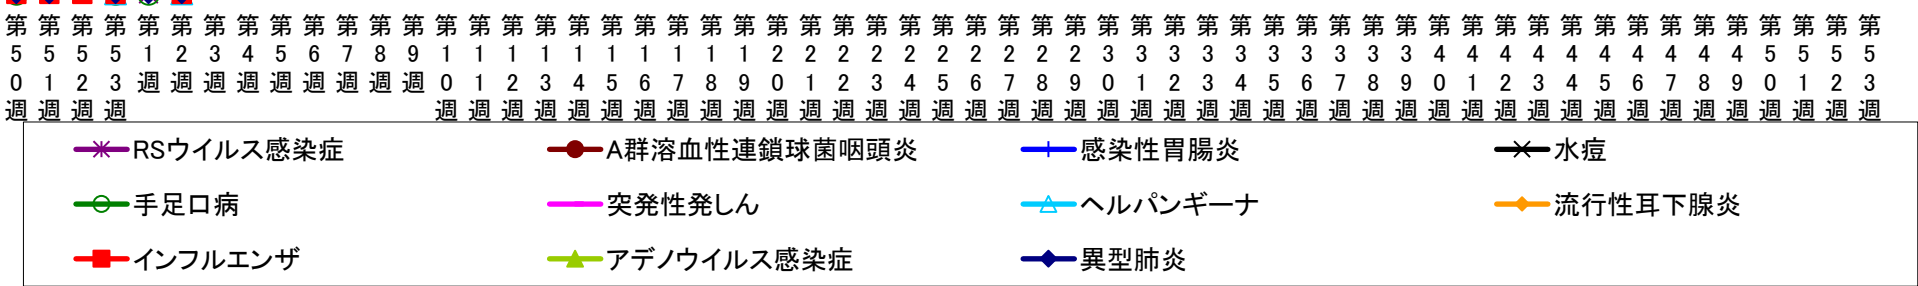 第50週 第51週 第52週 第53週 第1週 第2週 第3週 第4週 第5週 第6週 第7週 第8週 第9週 第10週 第11週 第12週 第13週 第14週 第15週 第16週 第17週 第18週 第19週 第20週 第21週 第22週 第23週 第24週 第25週 第26週 第27週 第28週 第29週 第30週 第31週 第32週 第33週 第34週 第35週 第36週 第37週 第38週 第39週 第40週 第41週 第42週 第43週 第44週 第45週 第46週 第47週 第48週 第49週 第50週 第51週 第52週 第53週
RSウイルス感染症 A群溶血性連鎖球菌咽頭炎 感染性胃腸炎 水痘
手足口病 突発性発しん ヘルパンギーナ 流行性耳下腺炎
インフルエンザ アデノウイルス感染症 異型肺炎